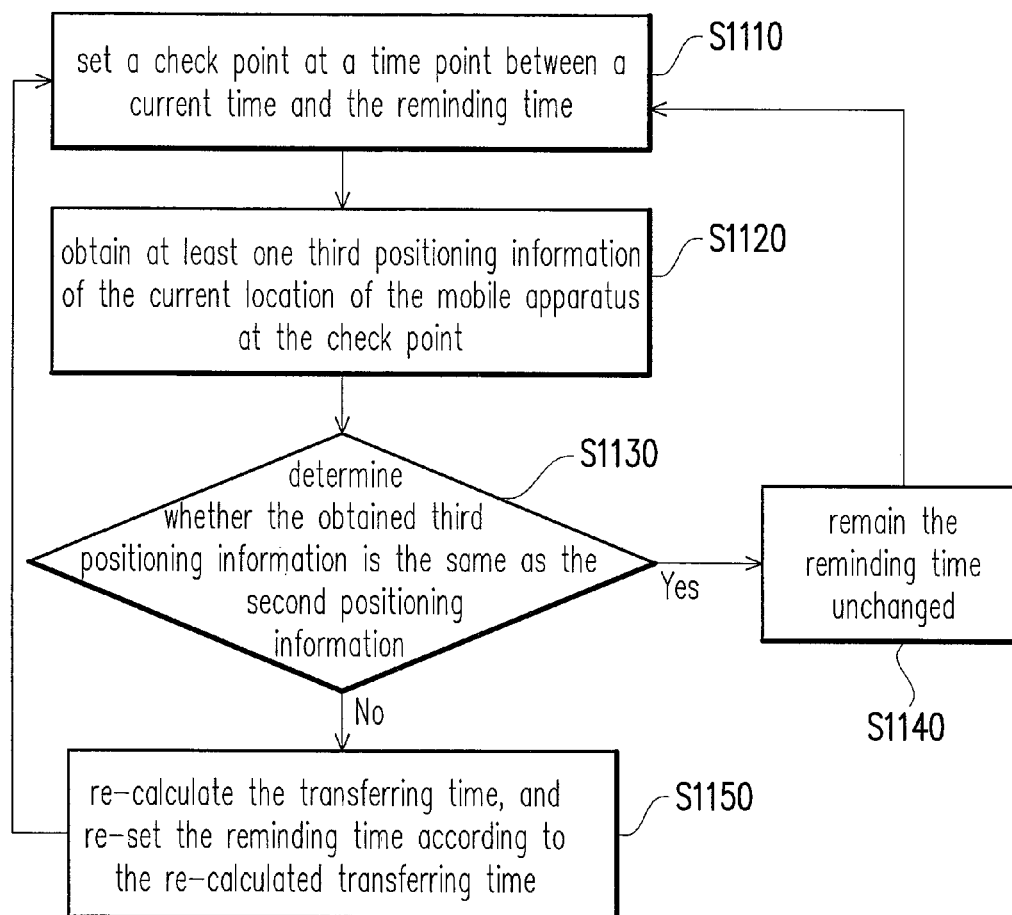 set a check point at a time point between a
current time and the reminding time
S1110
obtain at least one third positioning information
of the current location of the mobile apparatus
at the check point
S1120
determine
whether the obtained third
positioning information is the same as the
second positioning
information
S1130
Yes
remain the
reminding time
unchanged
S1140
No
re-calculate the transferring time, and
re-set the reminding time according to
the re-calculated transferring time
S1150